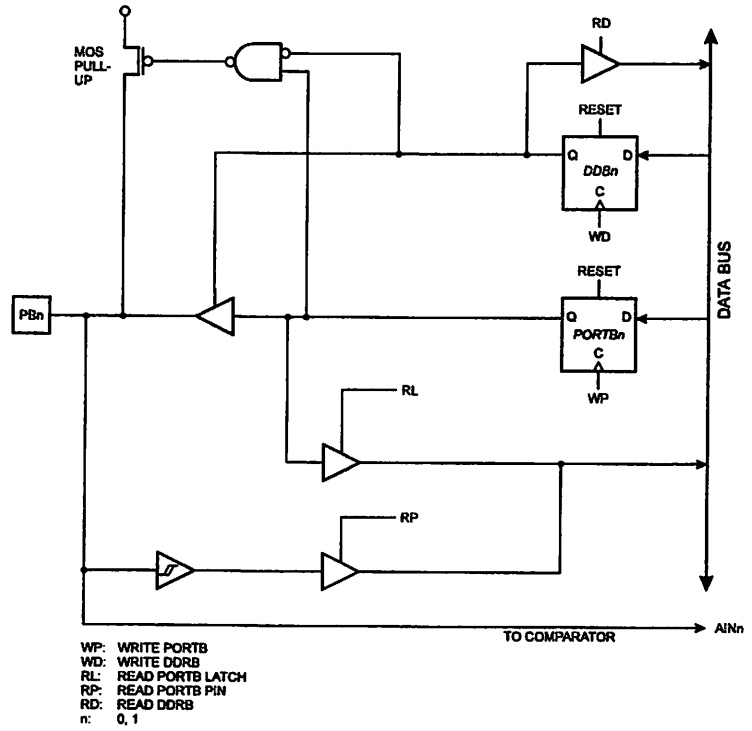 RD
MOS
PULL-
UP
RESET
Q D
DDBn
C
WD
DATA BUS
RESET
PBn
Q D
PORTBn
C
WP
RL
RP
TO COMPARATOR
AINn
WP: WRITE PORTB
WD: WRITE DDRB
RL: READ PORTB LATCH
RP: READ PORTB PIN
RD: READ DDRB
n: 0, 1